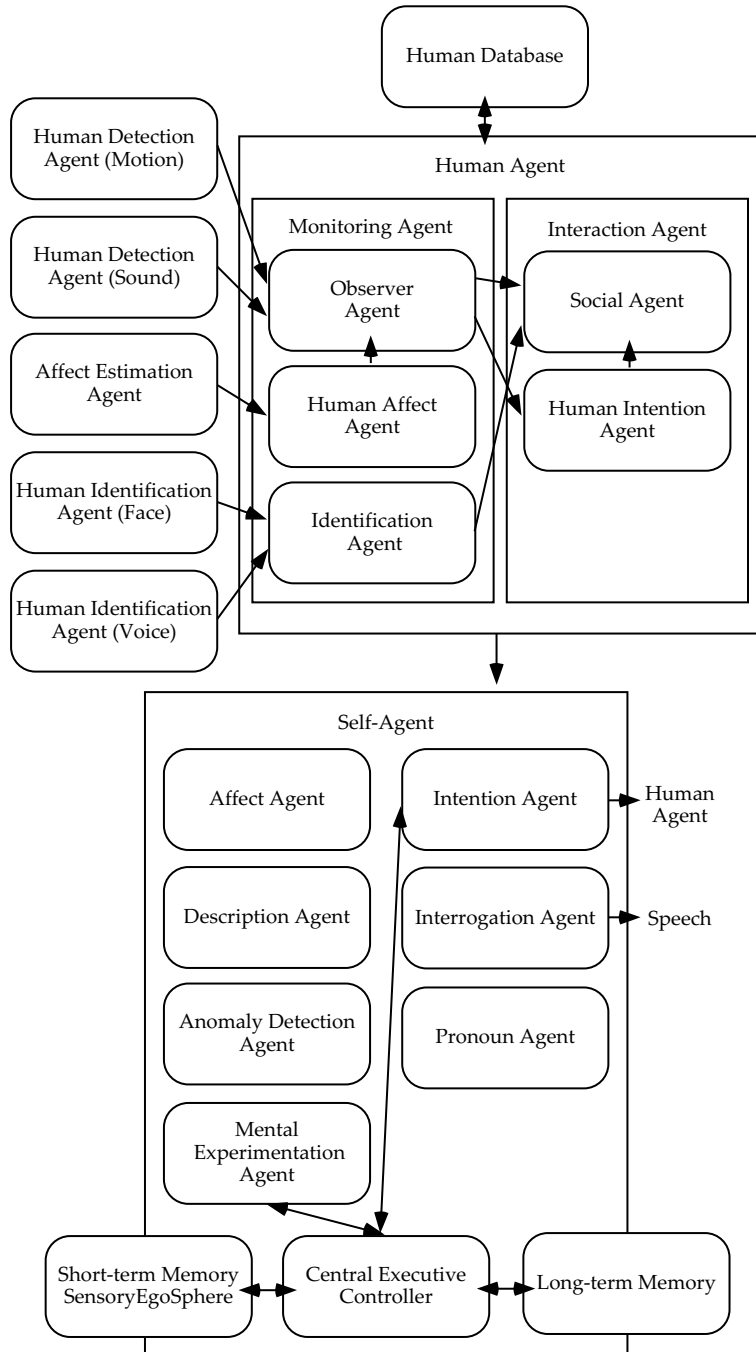 Human Database
Human Detection
Agent (Motion)
Human Agent
Monitoring Agent
Interaction Agent
Human Detection
Agent (Sound)
Observer
Agent
Social Agent
Affect Estimation
Agent
Human Affect
Agent
Human Intention
Agent
Human Identification
Agent (Face)
Identification
Agent
Human Identification
Agent (Voice)
Self-Agent
Affect Agent
Intention Agent
Human
Agent
Description Agent
Interrogation Agent
Speech
Anomaly Detection
Agent
Pronoun Agent
Mental
Experimentation
Agent
Short-term Memory
SensoryEgoSphere
Central Executive
Controller
Long-term Memory